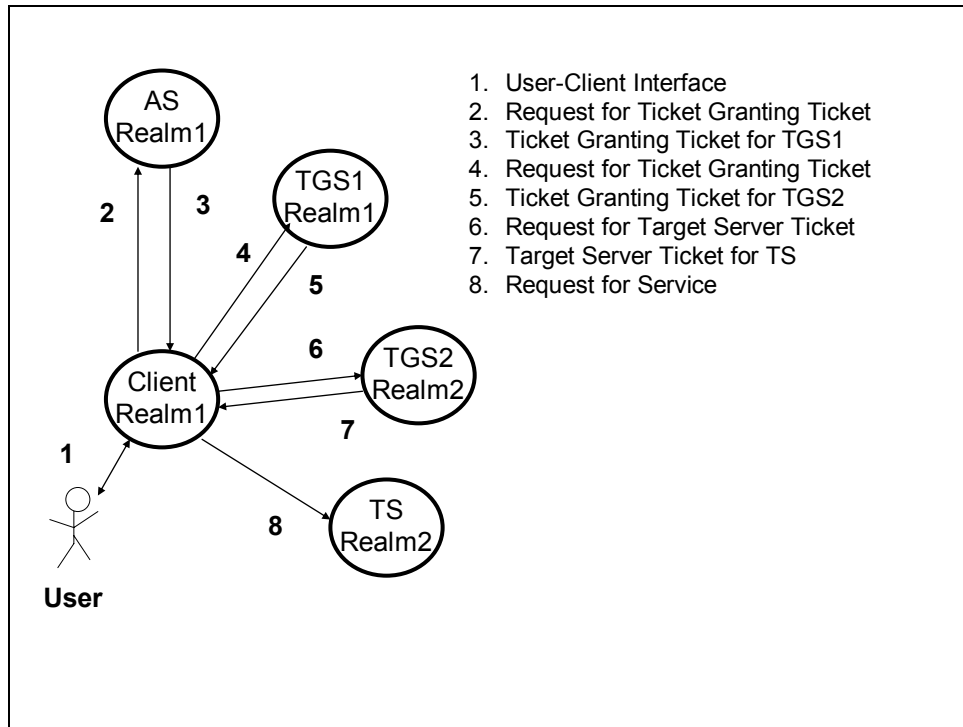 AS
Realm1
TGS1
Realm1
2
3
4
5
6
Client
Realm1
TGS2
Realm2
7
1
8
TS
Realm2
User
1. User-Client Interface
2. Request for Ticket Granting Ticket
3. Ticket Granting Ticket for TGS1
4. Request for Ticket Granting Ticket
5. Ticket Granting Ticket for TGS2
6. Request for Target Server Ticket
7. Target Server Ticket for TS
8. Request for Service